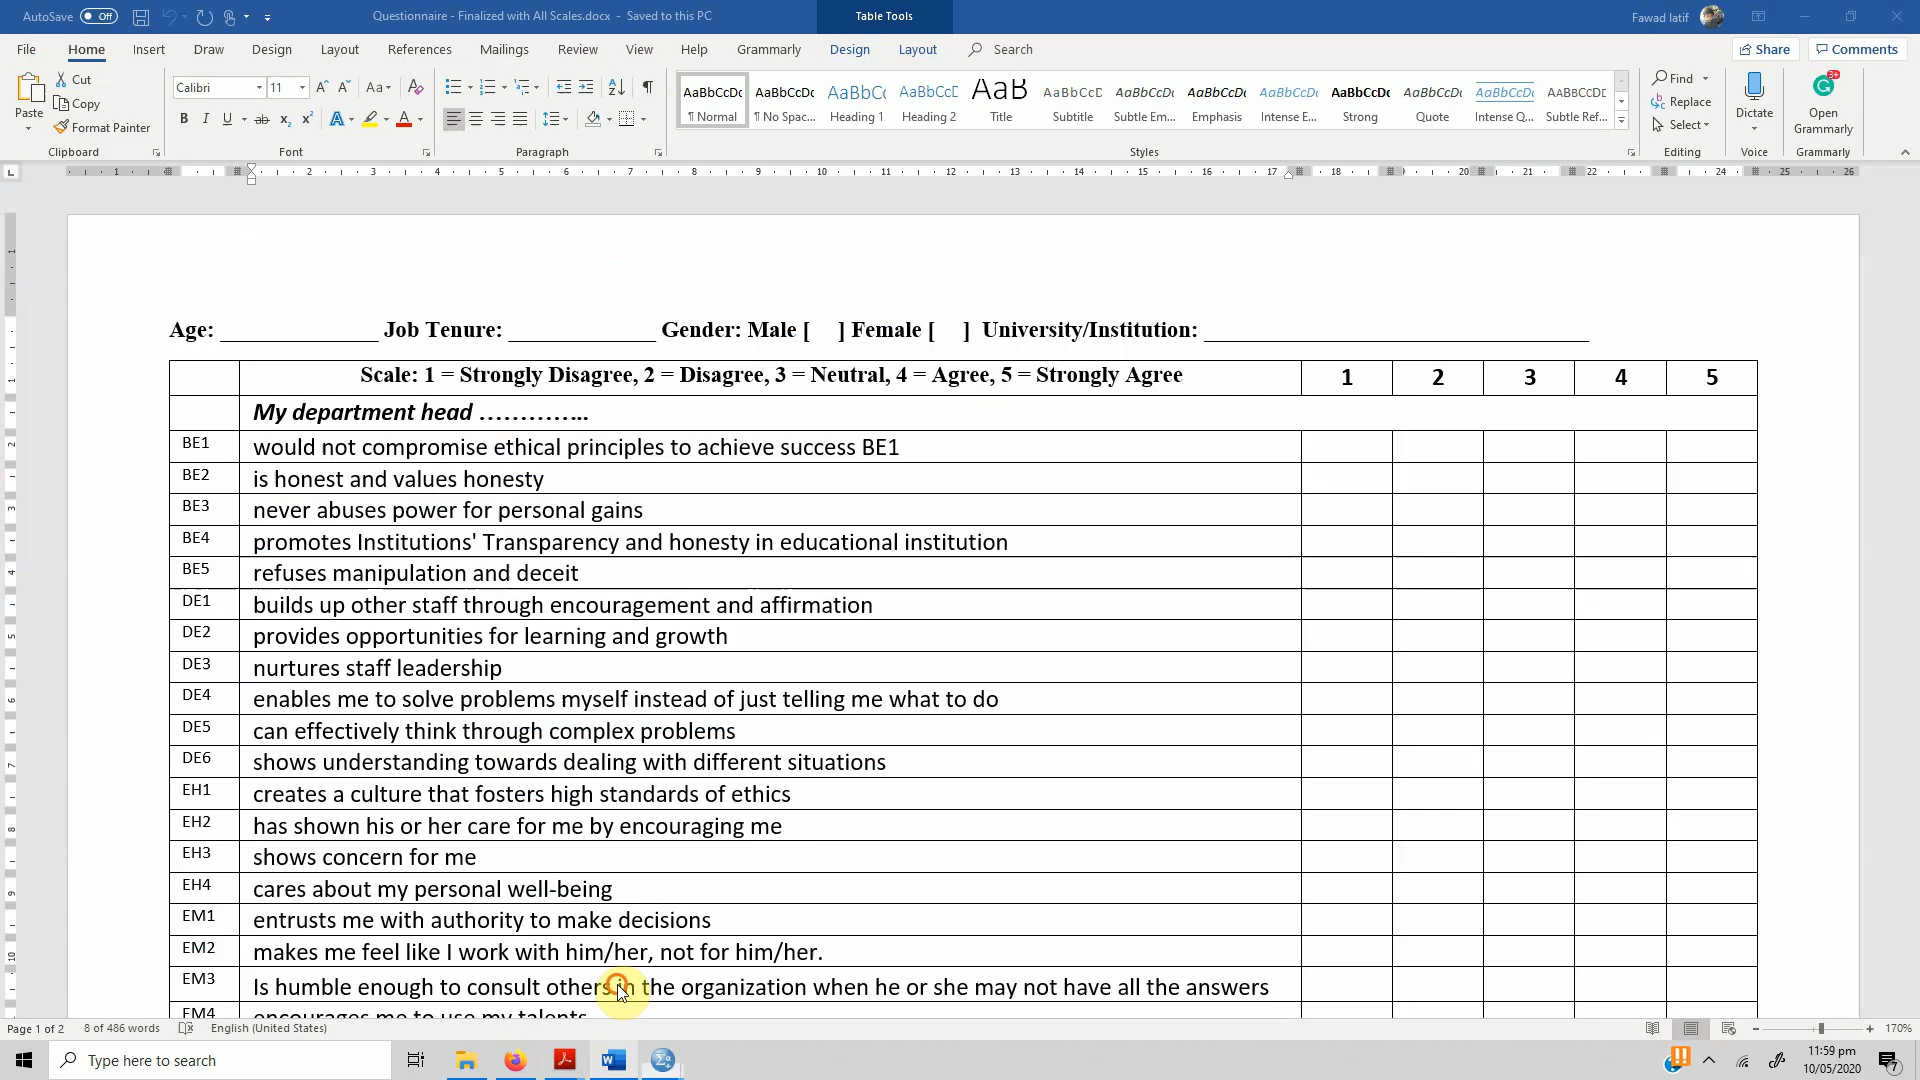 AutoSave Off Questionnaire - Finalized with All Scales.docx - Saved to this PC Table Tools Fawad latif
File Home Insert Draw Design Layout References Mailings Review View Help Grammarly Design Layout Search Share Comments
Paste Cut Copy Format Painter
Calibri 11
AaBbCcDc AaBbCcDc AaBbCc AaBbCcD AaB AaBbCcD AaBbCcDc AaBbCcDc AaBbCcDc AaBbCcDc AaBbCcDc AaBbCcDc AABBCCDE
¶ Normal ¶ No Spac... Heading 1 Heading 2 Title Subtitle Subtle Em... Emphasis Intense E... Strong Quote Intense Q... Subtle Ref...
Find Replace Select
Dictate
Open Grammarly
Clipboard Font Paragraph Styles Editing Voice Grammarly
Age: ______________ Job Tenure: _____________ Gender: Male [ ] Female [ ] University/Institution: __________________________________
Scale: 1 = Strongly Disagree, 2 = Disagree, 3 = Neutral, 4 = Agree, 5 = Strongly Agree 1 2 3 4 5
My department head …………..
BE1 would not compromise ethical principles to achieve success BE1
BE2 is honest and values honesty
BE3 never abuses power for personal gains
BE4 promotes Institutions' Transparency and honesty in educational institution
BE5 refuses manipulation and deceit
DE1 builds up other staff through encouragement and affirmation
DE2 provides opportunities for learning and growth
DE3 nurtures staff leadership
DE4 enables me to solve problems myself instead of just telling me what to do
DE5 can effectively think through complex problems
DE6 shows understanding towards dealing with different situations
EH1 creates a culture that fosters high standards of ethics
EH2 has shown his or her care for me by encouraging me
EH3 shows concern for me
EH4 cares about my personal well-being
EM1 entrusts me with authority to make decisions
EM2 makes me feel like I work with him/her, not for him/her.
EM3 Is humble enough to consult others in the organization when he or she may not have all the answers
EM4 encourages me to use my talents
Page 1 of 2 8 of 486 words English (United States) 170%
Type here to search 11:59 pm
10/05/2020 7